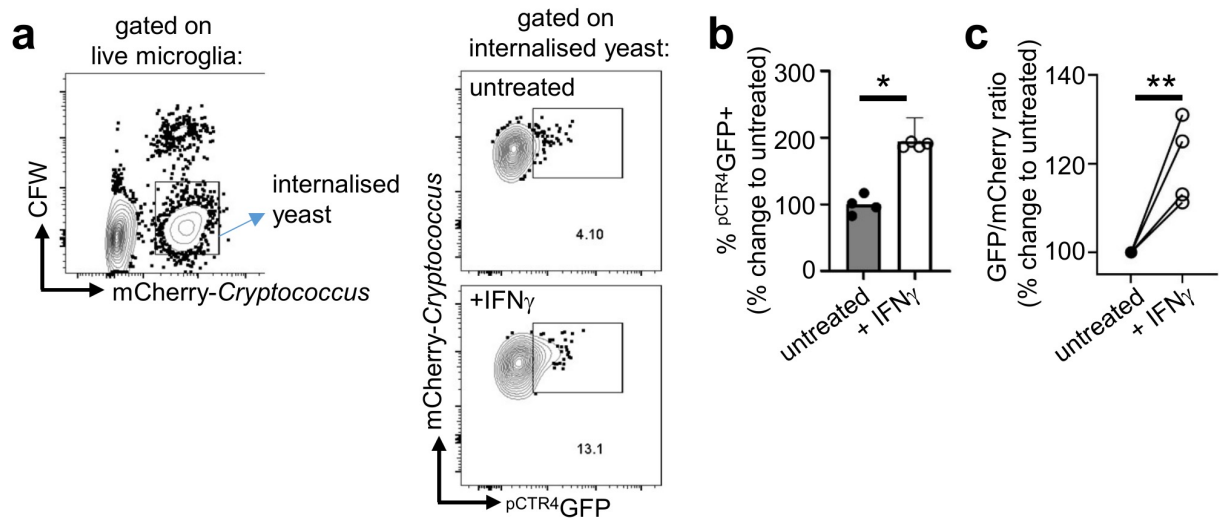 a
gated on
live microglia:
CFW
mCherry-Cryptococcus
internalised
yeast
gated on
internalised yeast:
untreated
4.10
+IFNγ
13.1
mCherry-Cryptococcus
pCTR4GFP
b
% pCTR4GFP+
(% change to untreated)
300
200
100
0
*
untreated
+ IFNγ
c
GFP/mCherry ratio
(% change to untreated)
140
120
100
**
untreated
+ IFNγ